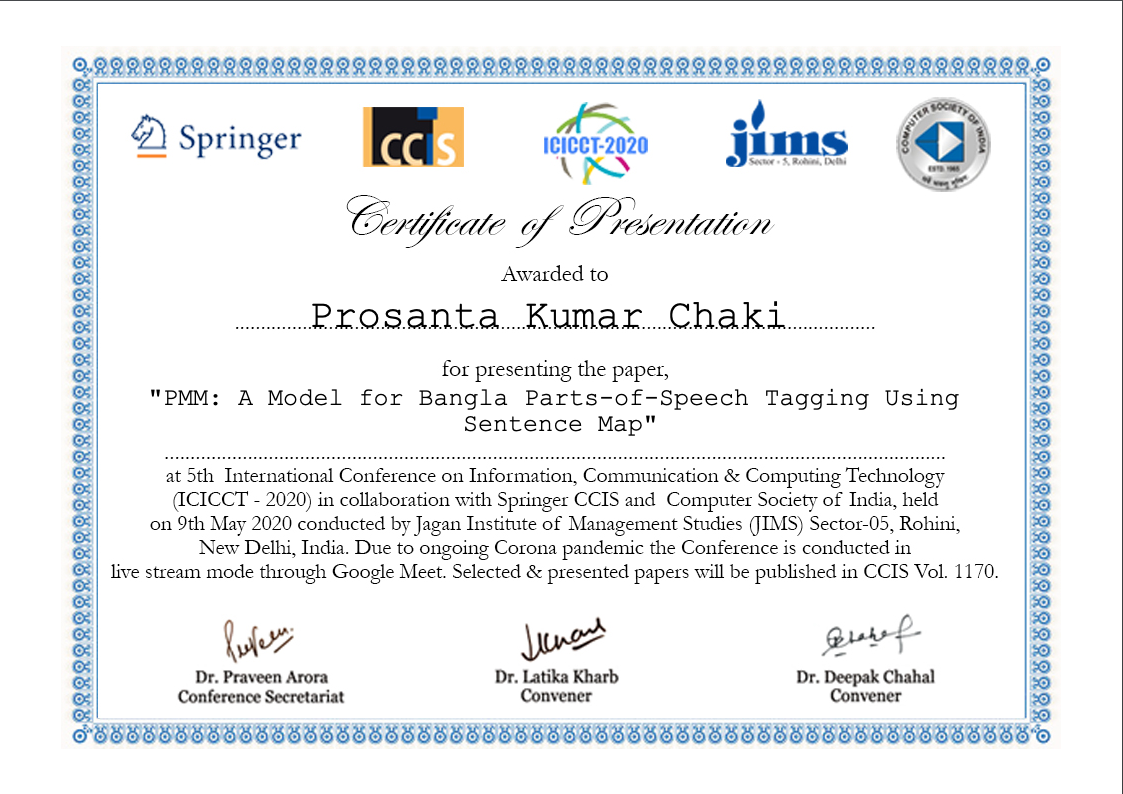 Springer
CCIS
ICICCT-2020
jims
Sector - 5, Rohini, Delhi
COMPUTER SOCIETY OF INDIA
ESTD. 1965
Certificate of Presentation
Awarded to
Prosanta Kumar Chaki
for presenting the paper,
"PMM: A Model for Bangla Parts-of-Speech Tagging Using
Sentence Map"
at 5th International Conference on Information, Communication & Computing Technology
(ICICCT - 2020) in collaboration with Springer CCIS and Computer Society of India, held
on 9th May 2020 conducted by Jagan Institute of Management Studies (JIMS) Sector-05, Rohini,
New Delhi, India. Due to ongoing Corona pandemic the Conference is conducted in
live stream mode through Google Meet. Selected & presented papers will be published in CCIS Vol. 1170.
Dr. Praveen Arora
Conference Secretariat
Dr. Latika Kharb
Convener
Dr. Deepak Chahal
Convener